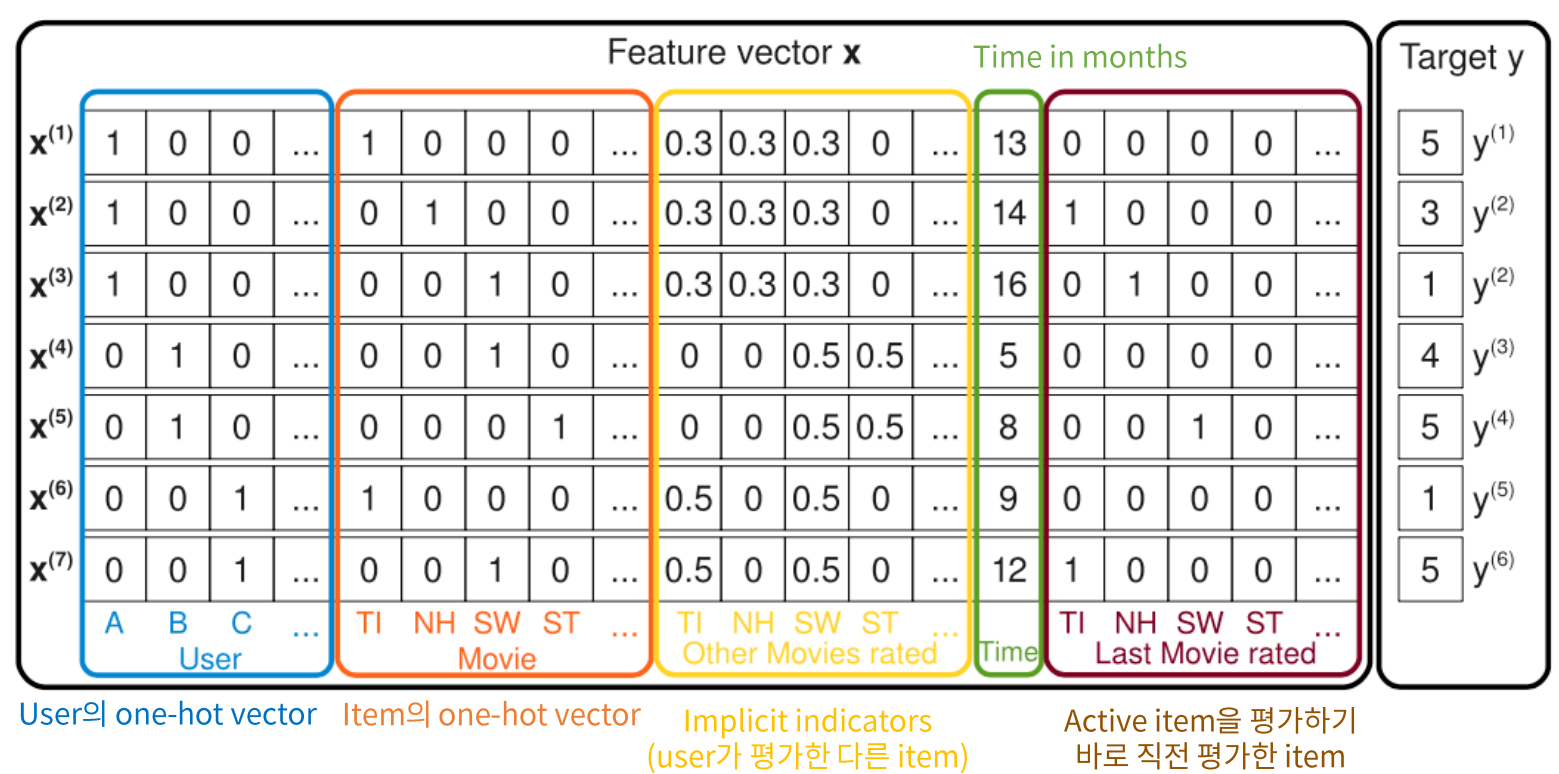 Feature vector x Time in months Target y
x(1) 1 0 0 ... 1 0 0 0 ... 0.3 0.3 0.3 0 ... 13 0 0 0 0 ... 5 y(1)
x(2) 1 0 0 ... 0 1 0 0 ... 0.3 0.3 0.3 0 ... 14 1 0 0 0 ... 3 y(2)
x(3) 1 0 0 ... 0 0 1 0 ... 0.3 0.3 0.3 0 ... 16 0 1 0 0 ... 1 y(2)
x(4) 0 1 0 ... 0 0 1 0 ... 0 0 0.5 0.5 ... 5 0 0 0 0 ... 4 y(3)
x(5) 0 1 0 ... 0 0 0 1 ... 0 0 0.5 0.5 ... 8 0 0 1 0 ... 5 y(4)
x(6) 0 0 1 ... 1 0 0 0 ... 0.5 0 0.5 0 ... 9 0 0 0 0 ... 1 y(5)
x(7) 0 0 1 ... 0 0 1 0 ... 0.5 0 0.5 0 ... 12 1 0 0 0 ... 5 y(6)
A B C ... TI NH SW ST ... TI NH SW ST ... TI NH SW ST ...
User Movie Other Movies rated Time Last Movie rated
User의 one-hot vector Item의 one-hot vector Implicit indicators Active item을 평가하기
(user가 평가한 다른 item) 바로 직전 평가한 item